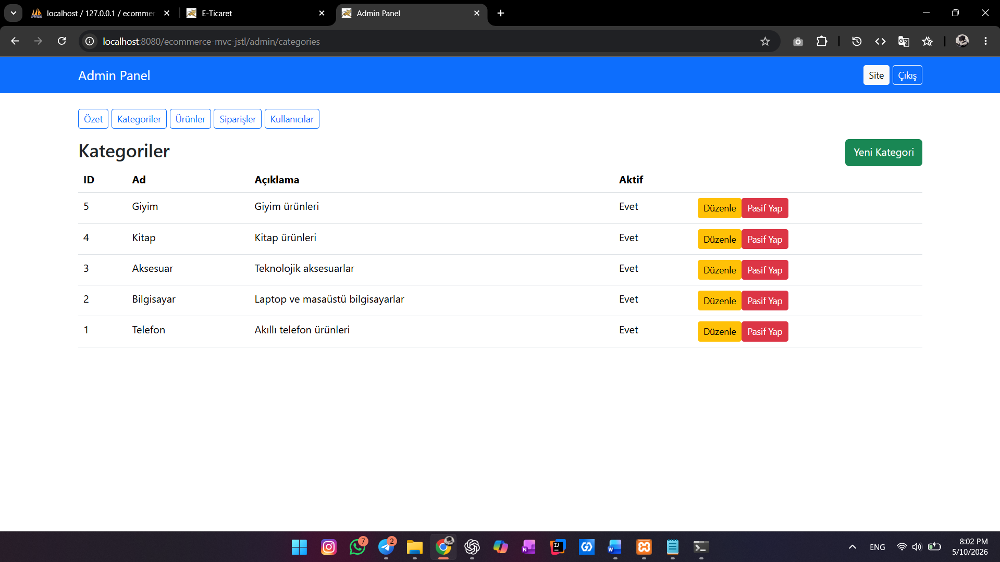 localhost / 127.0.0.1 / ecommer
E-Ticaret
Admin Panel
localhost:8080/ecommerce-mvc-jstl/admin/categories
Admin Panel
Site
Çıkış
Özet
Kategoriler
Ürünler
Siparişler
Kullanıcılar
Kategoriler
Yeni Kategori
ID Ad Açıklama Aktif
5 Giyim Giyim ürünleri Evet Düzenle Pasif Yap
4 Kitap Kitap ürünleri Evet Düzenle Pasif Yap
3 Aksesuar Teknolojik aksesuarlar Evet Düzenle Pasif Yap
2 Bilgisayar Laptop ve masaüstü bilgisayarlar Evet Düzenle Pasif Yap
1 Telefon Akıllı telefon ürünleri Evet Düzenle Pasif Yap
7
2
ENG
8:02 PM
5/10/2026